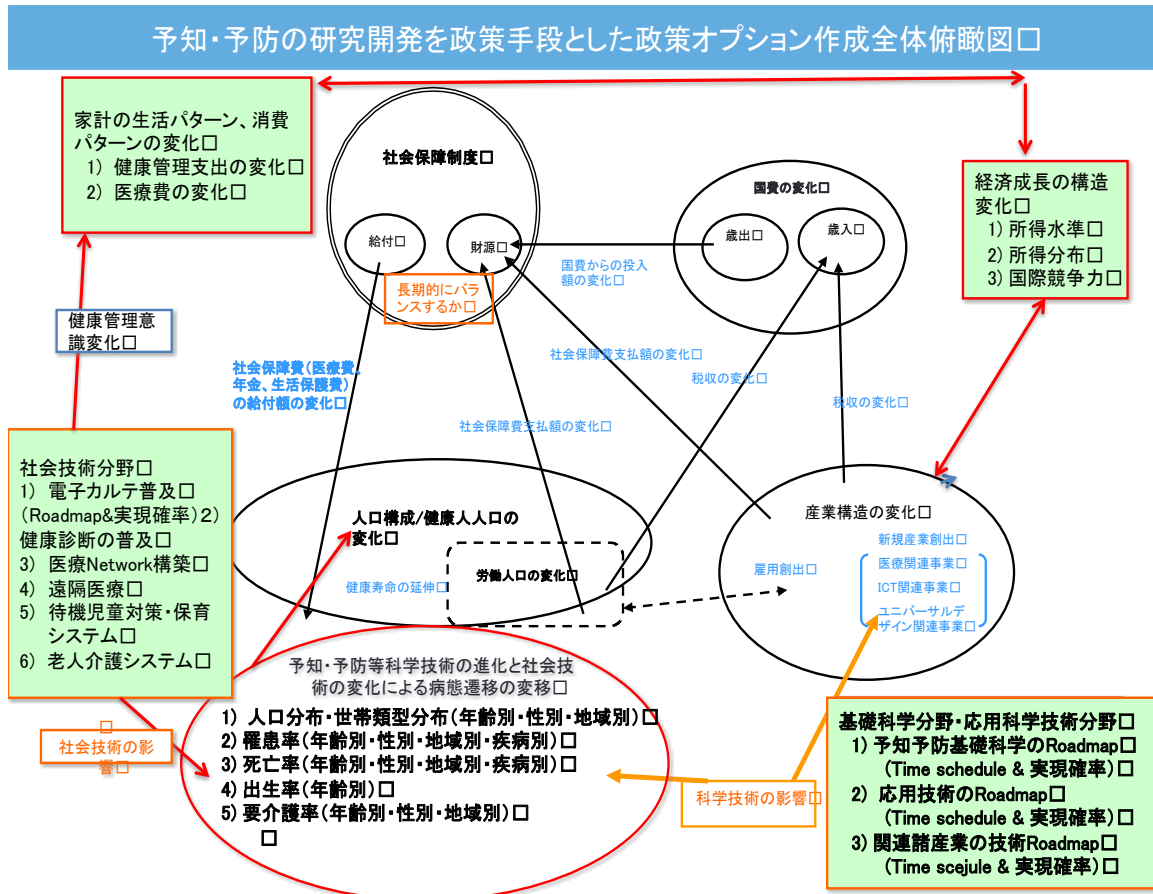 予知・予防の研究開発を政策手段とした政策オプション作成全体俯瞰図□
家計の生活パターン、消費
パターンの変化□
1) 健康管理支出の変化□
2) 医療費の変化□
社会保障制度□
給付□
財源□
長期的にバラ
ンスするか□
国費の変化□
歳出□
歳入□
国費からの投入
額の変化□
経済成長の構造
変化□
1) 所得水準□
2) 所得分布□
3) 国際競争力□
健康管理意
識変化□
社会保障費(医療費、
年金、生活保護費)
の給付額の変化□
社会保障費支払額の変化□
税収の変化□
税収の変化□
社会保障費支払額の変化□
社会技術分野□
1) 電子カルテ普及□
(Roadmap&実現確率)2)
健康診断の普及□
3) 医療Network構築□
4) 遠隔医療□
5) 待機児童対策・保育
システム□
6) 老人介護システム□
人口構成/健康人人口の
変化□
健康寿命の延伸□
労働人口の変化□
雇用創出□
産業構造の変化□
新規産業創出□
医療関連事業□
ICT関連事業□
ユニバーサルデ
ザイン関連事業□
□
社会技術の影
響□
予知・予防等科学技術の進化と社会技
術の変化による病態遷移の変移□
1) 人口分布・世帯類型分布(年齢別・性別・地域別)□
2) 罹患率(年齢別・性別・地域別・疾病別)□
3) 死亡率(年齢別・性別・地域別・疾病別)□
4) 出生率(年齢別)□
5) 要介護率(年齢別・性別・地域別)□
□
科学技術の影響□
基礎科学分野・応用科学技術分野□
1) 予知予防基礎科学のRoadmap□
(Time schedule & 実現確率)□
2) 応用技術のRoadmap□
(Time schedule & 実現確率)□
3) 関連諸産業の技術Roadmap□
(Time scejule & 実現確率)□